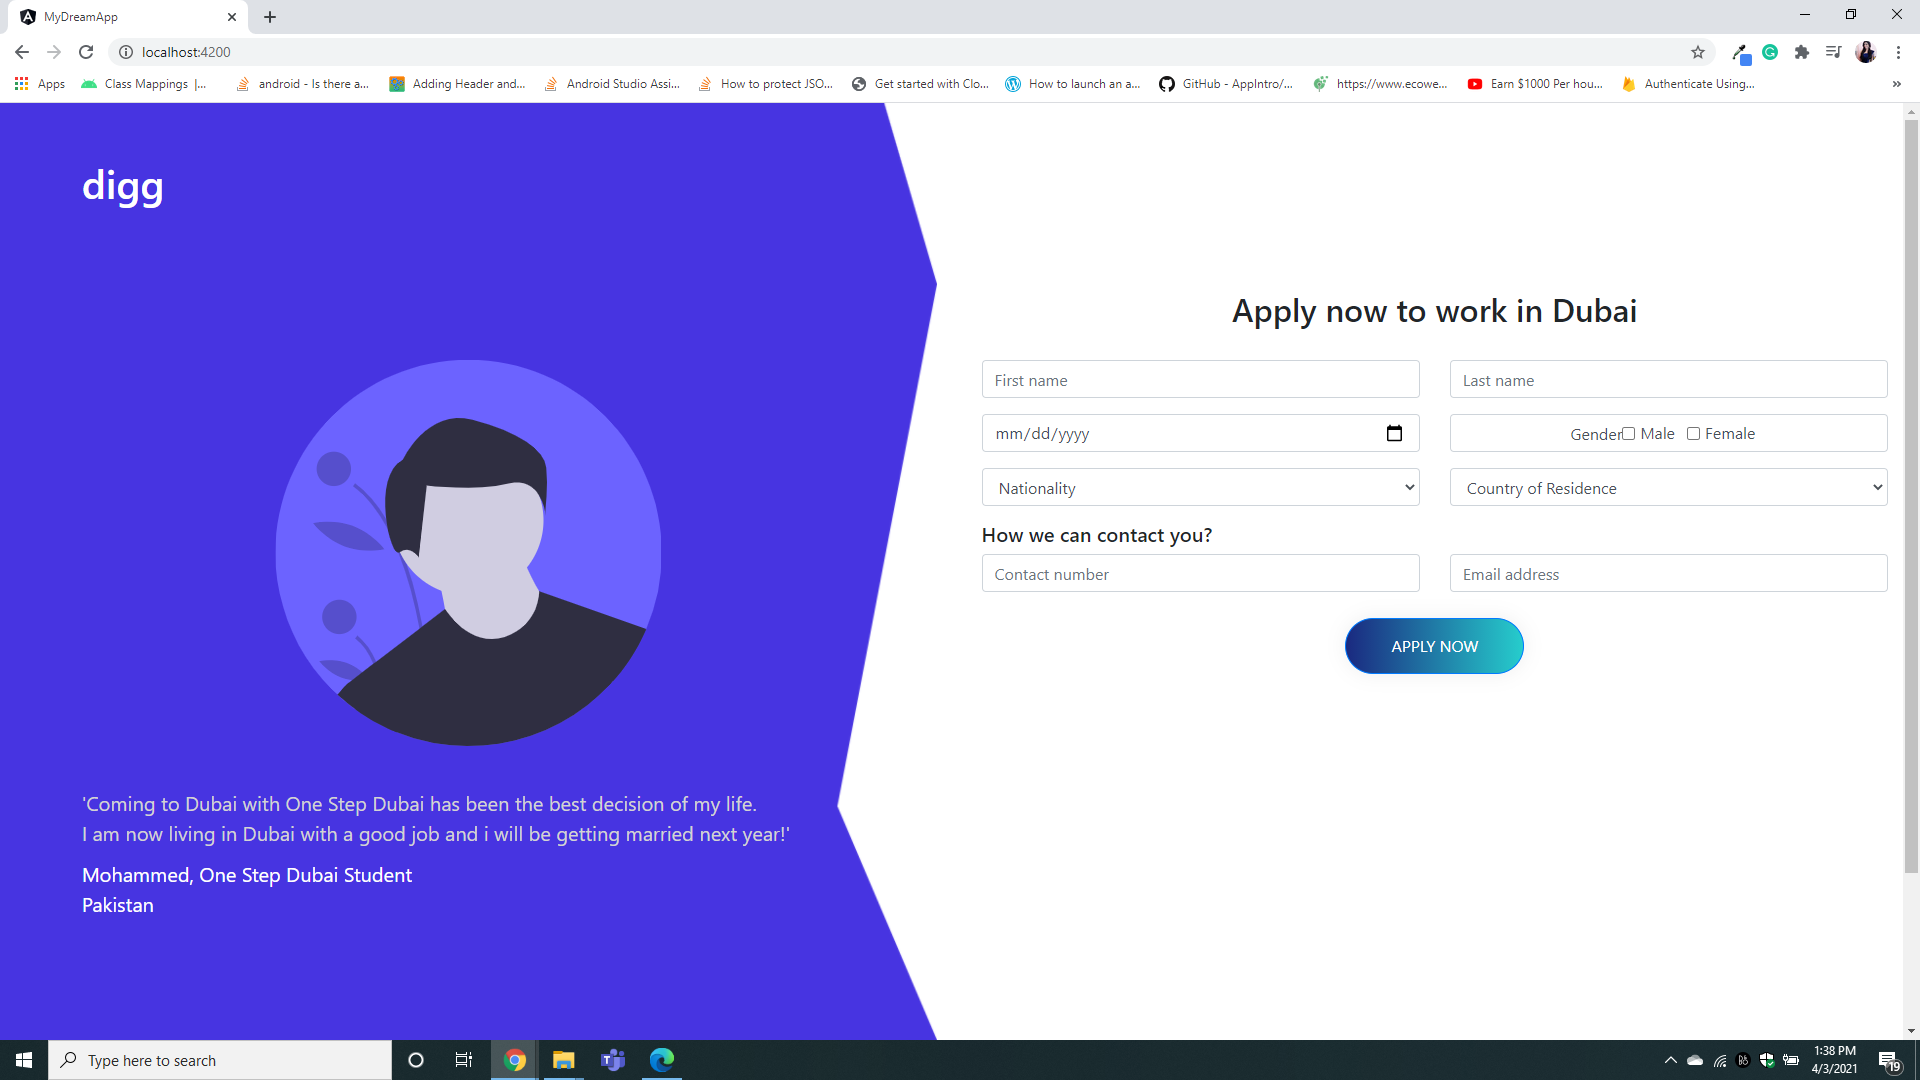 MyDreamApp
localhost:4200
Apps
Class Mappings |...
android - Is there a...
Adding Header and...
Android Studio Assi...
How to protect JSO...
Get started with Clo...
How to launch an a...
GitHub - AppIntro/...
https://www.ecowe...
Earn $1000 Per hou...
Authenticate Using...
»
digg
'Coming to Dubai with One Step Dubai has been the best decision of my life.
I am now living in Dubai with a good job and i will be getting married next year!'
Mohammed, One Step Dubai Student
Pakistan
Apply now to work in Dubai
First name
Last name
mm/dd/yyyy
Gender Male Female
Nationality
Country of Residence
How we can contact you?
Contact number
Email address
APPLY NOW
Type here to search
1:38 PM
4/3/2021
19